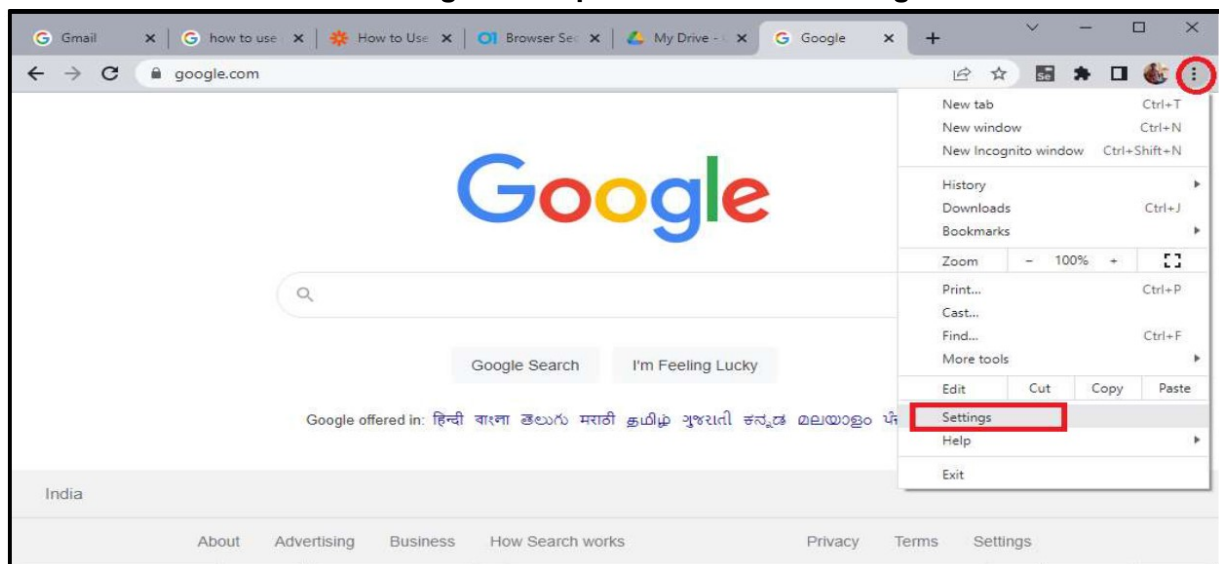 Gmail how to use How to Use Browser Sec My Drive - Google
google.com Se
New tab Ctrl+T
New window Ctrl+N
New Incognito window Ctrl+Shift+N
History
Downloads Ctrl+J
Bookmarks
Zoom - 100% +
Print... Ctrl+P
Cast...
Find... Ctrl+F
More tools
Edit Cut Copy Paste
Settings
Help
Exit
Google
Google Search I'm Feeling Lucky
Google offered in: हिन्दी বাংলা తెలుగు मराठी தமிழ் ગુજરાતી ಕನ್ನಡ മലയാളം
India
About Advertising Business How Search works Privacy Terms Settings